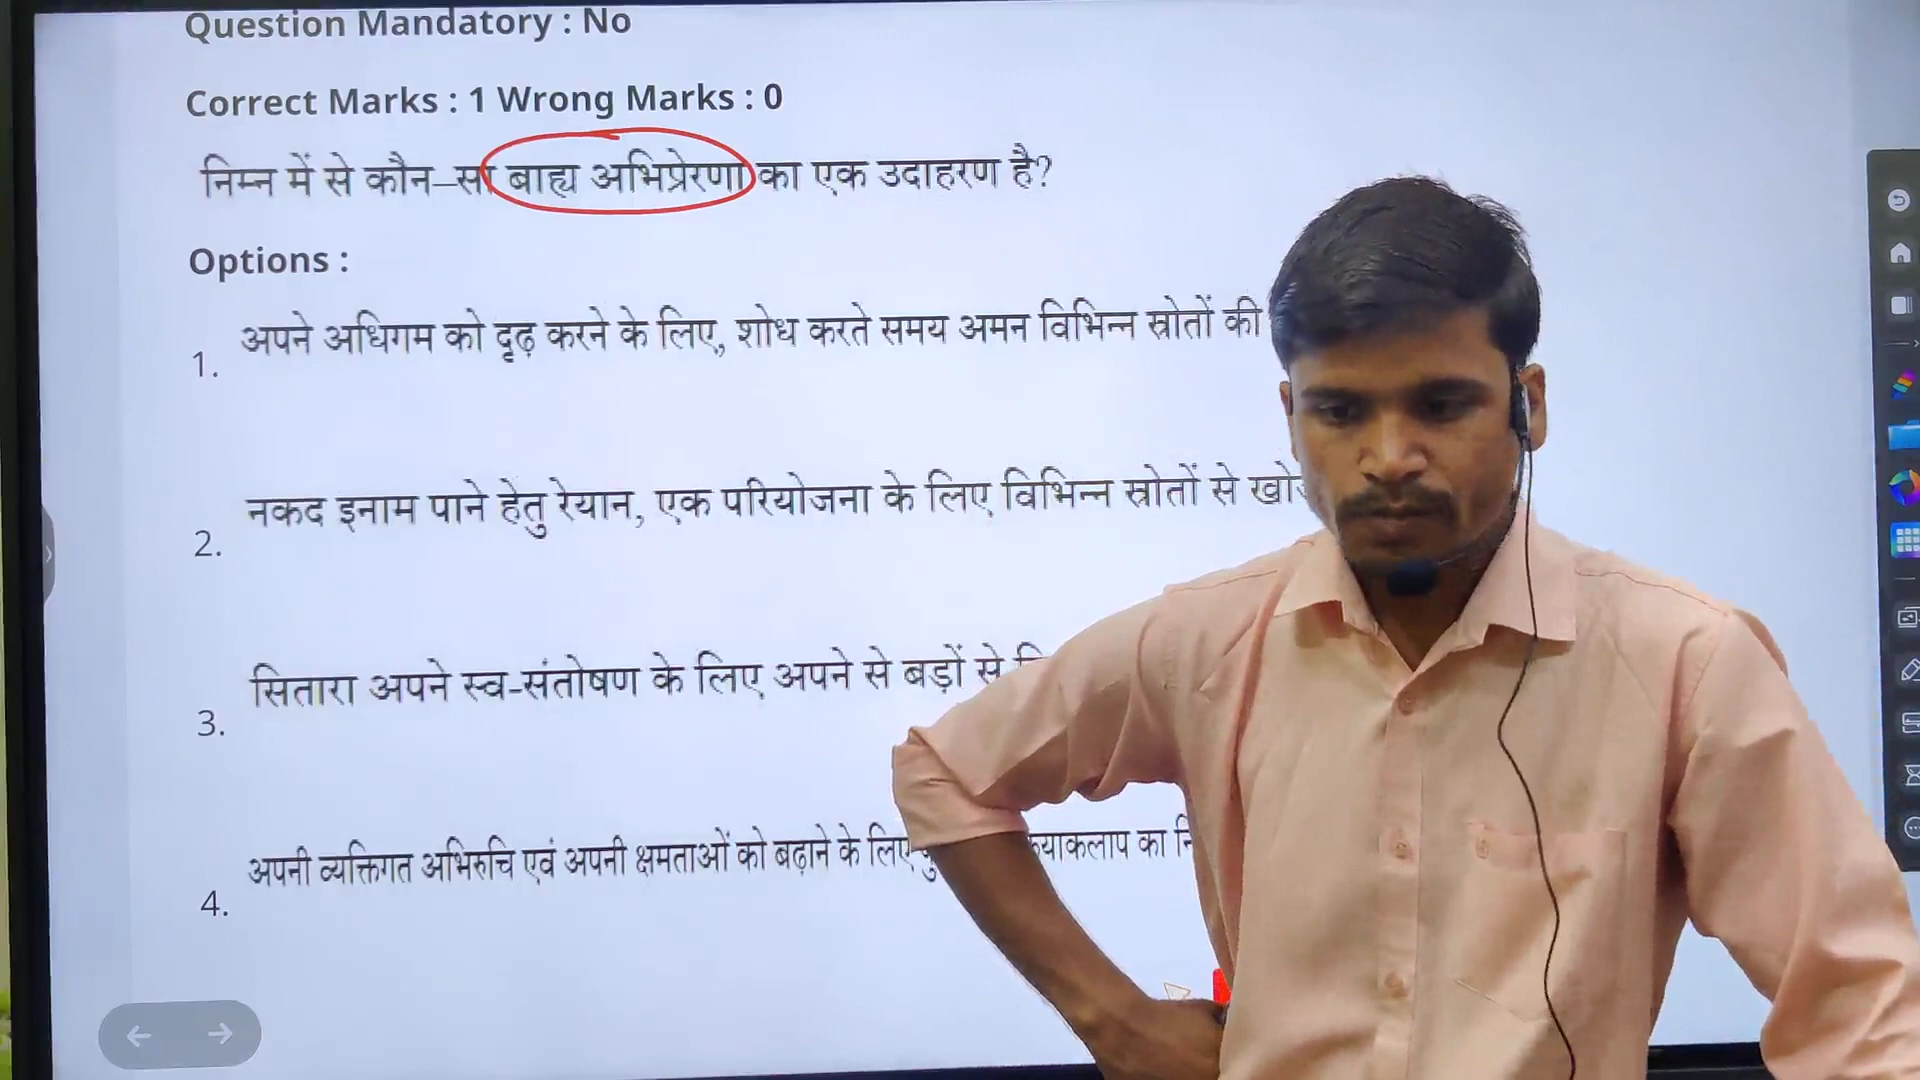 Question Mandatory : No
Correct Marks : 1 Wrong Marks : 0
निम्न में से कौन–सा बाह्य अभिप्रेरणा का एक उदाहरण है?
Options :
1. अपने अधिगम को दृढ़ करने के लिए, शोध करते समय अमन विभिन्न स्रोतों की
2. नकद इनाम पाने हेतु रेयान, एक परियोजना के लिए विभिन्न स्रोतों से
3. सितारा अपने स्व-संतोषण के लिए अपने से बड़ों से
4. अपनी व्यक्तिगत अभिरुचि एवं अपनी क्षमताओं को बढ़ाने के लिए का